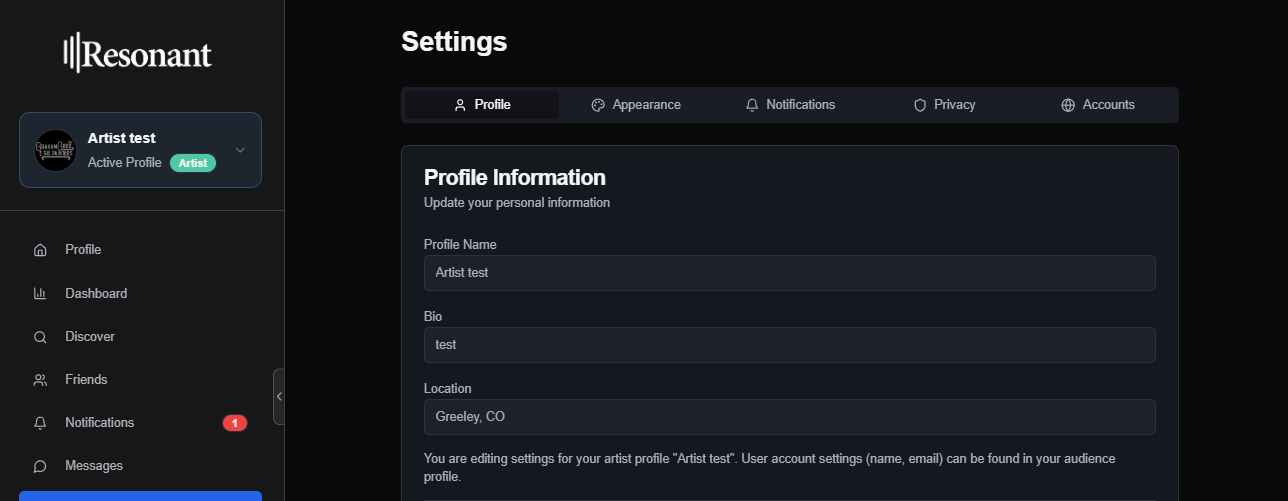 Resonant
Artist test
Active Profile Artist
Profile
Dashboard
Discover
Friends
Notifications 1
Messages
Settings
Profile Appearance Notifications Privacy Accounts
Profile Information
Update your personal information
Profile Name
Artist test
Bio
test
Location
Greeley, CO
You are editing settings for your artist profile "Artist test". User account settings (name, email) can be found in your audience
profile.